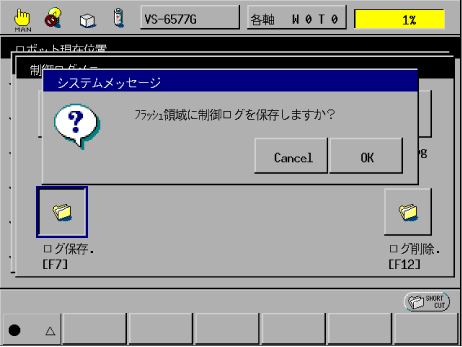 MAN
VS-6577G
各軸 W 0 T 0
1%
ロボット現在位置
制御ログメニ
システムメッセージ
フラッシュ領域に制御ログを保存しますか?
Cancel
OK
og
ログ保存.
[F7]
ログ削除.
[F12]
SHORT
CUT
● △